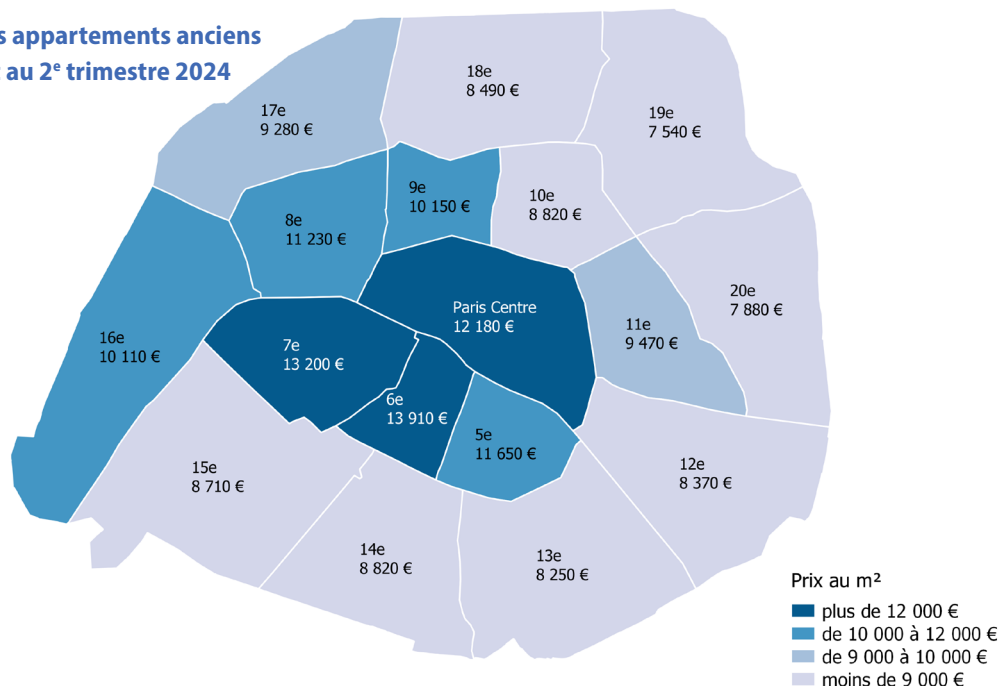 appartements anciens
au 2e trimestre 2024
18e
8 490 €
17e
9 280 €
19e
7 540 €
9e
10 150 €
10e
8 820 €
8e
11 230 €
20e
7 880 €
Paris Centre
12 180 €
11e
9 470 €
16e
10 110 €
7e
13 200 €
6e
13 910 €
5e
11 650 €
15e
8 710 €
12e
8 370 €
14e
8 820 €
13e
8 250 €
Prix au m²
plus de 12 000 €
de 10 000 à 12 000 €
de 9 000 à 10 000 €
moins de 9 000 €